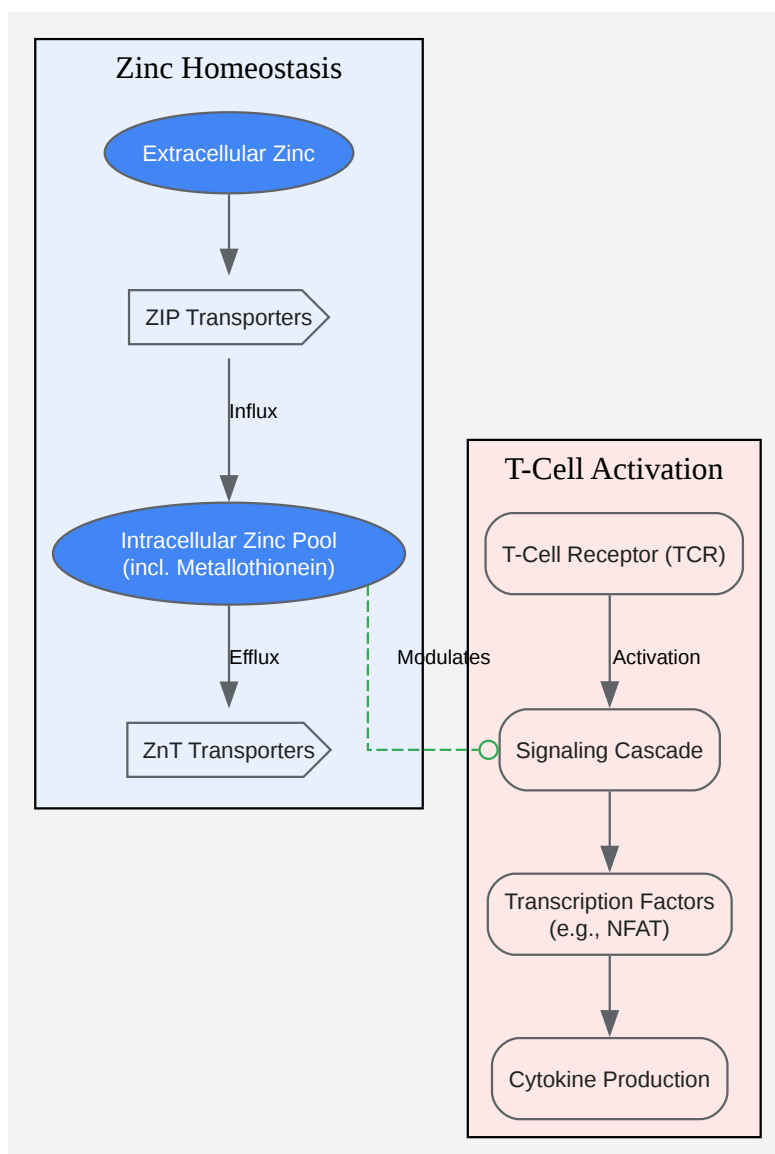 Zinc Homeostasis
Extracellular Zinc
ZIP Transporters
Influx
Intracellular Zinc Pool
(incl. Metallothionein)
Efflux
Modulates
ZnT Transporters
T-Cell Activation
T-Cell Receptor (TCR)
Activation
Signaling Cascade
Transcription Factors
(e.g., NFAT)
Cytokine Production